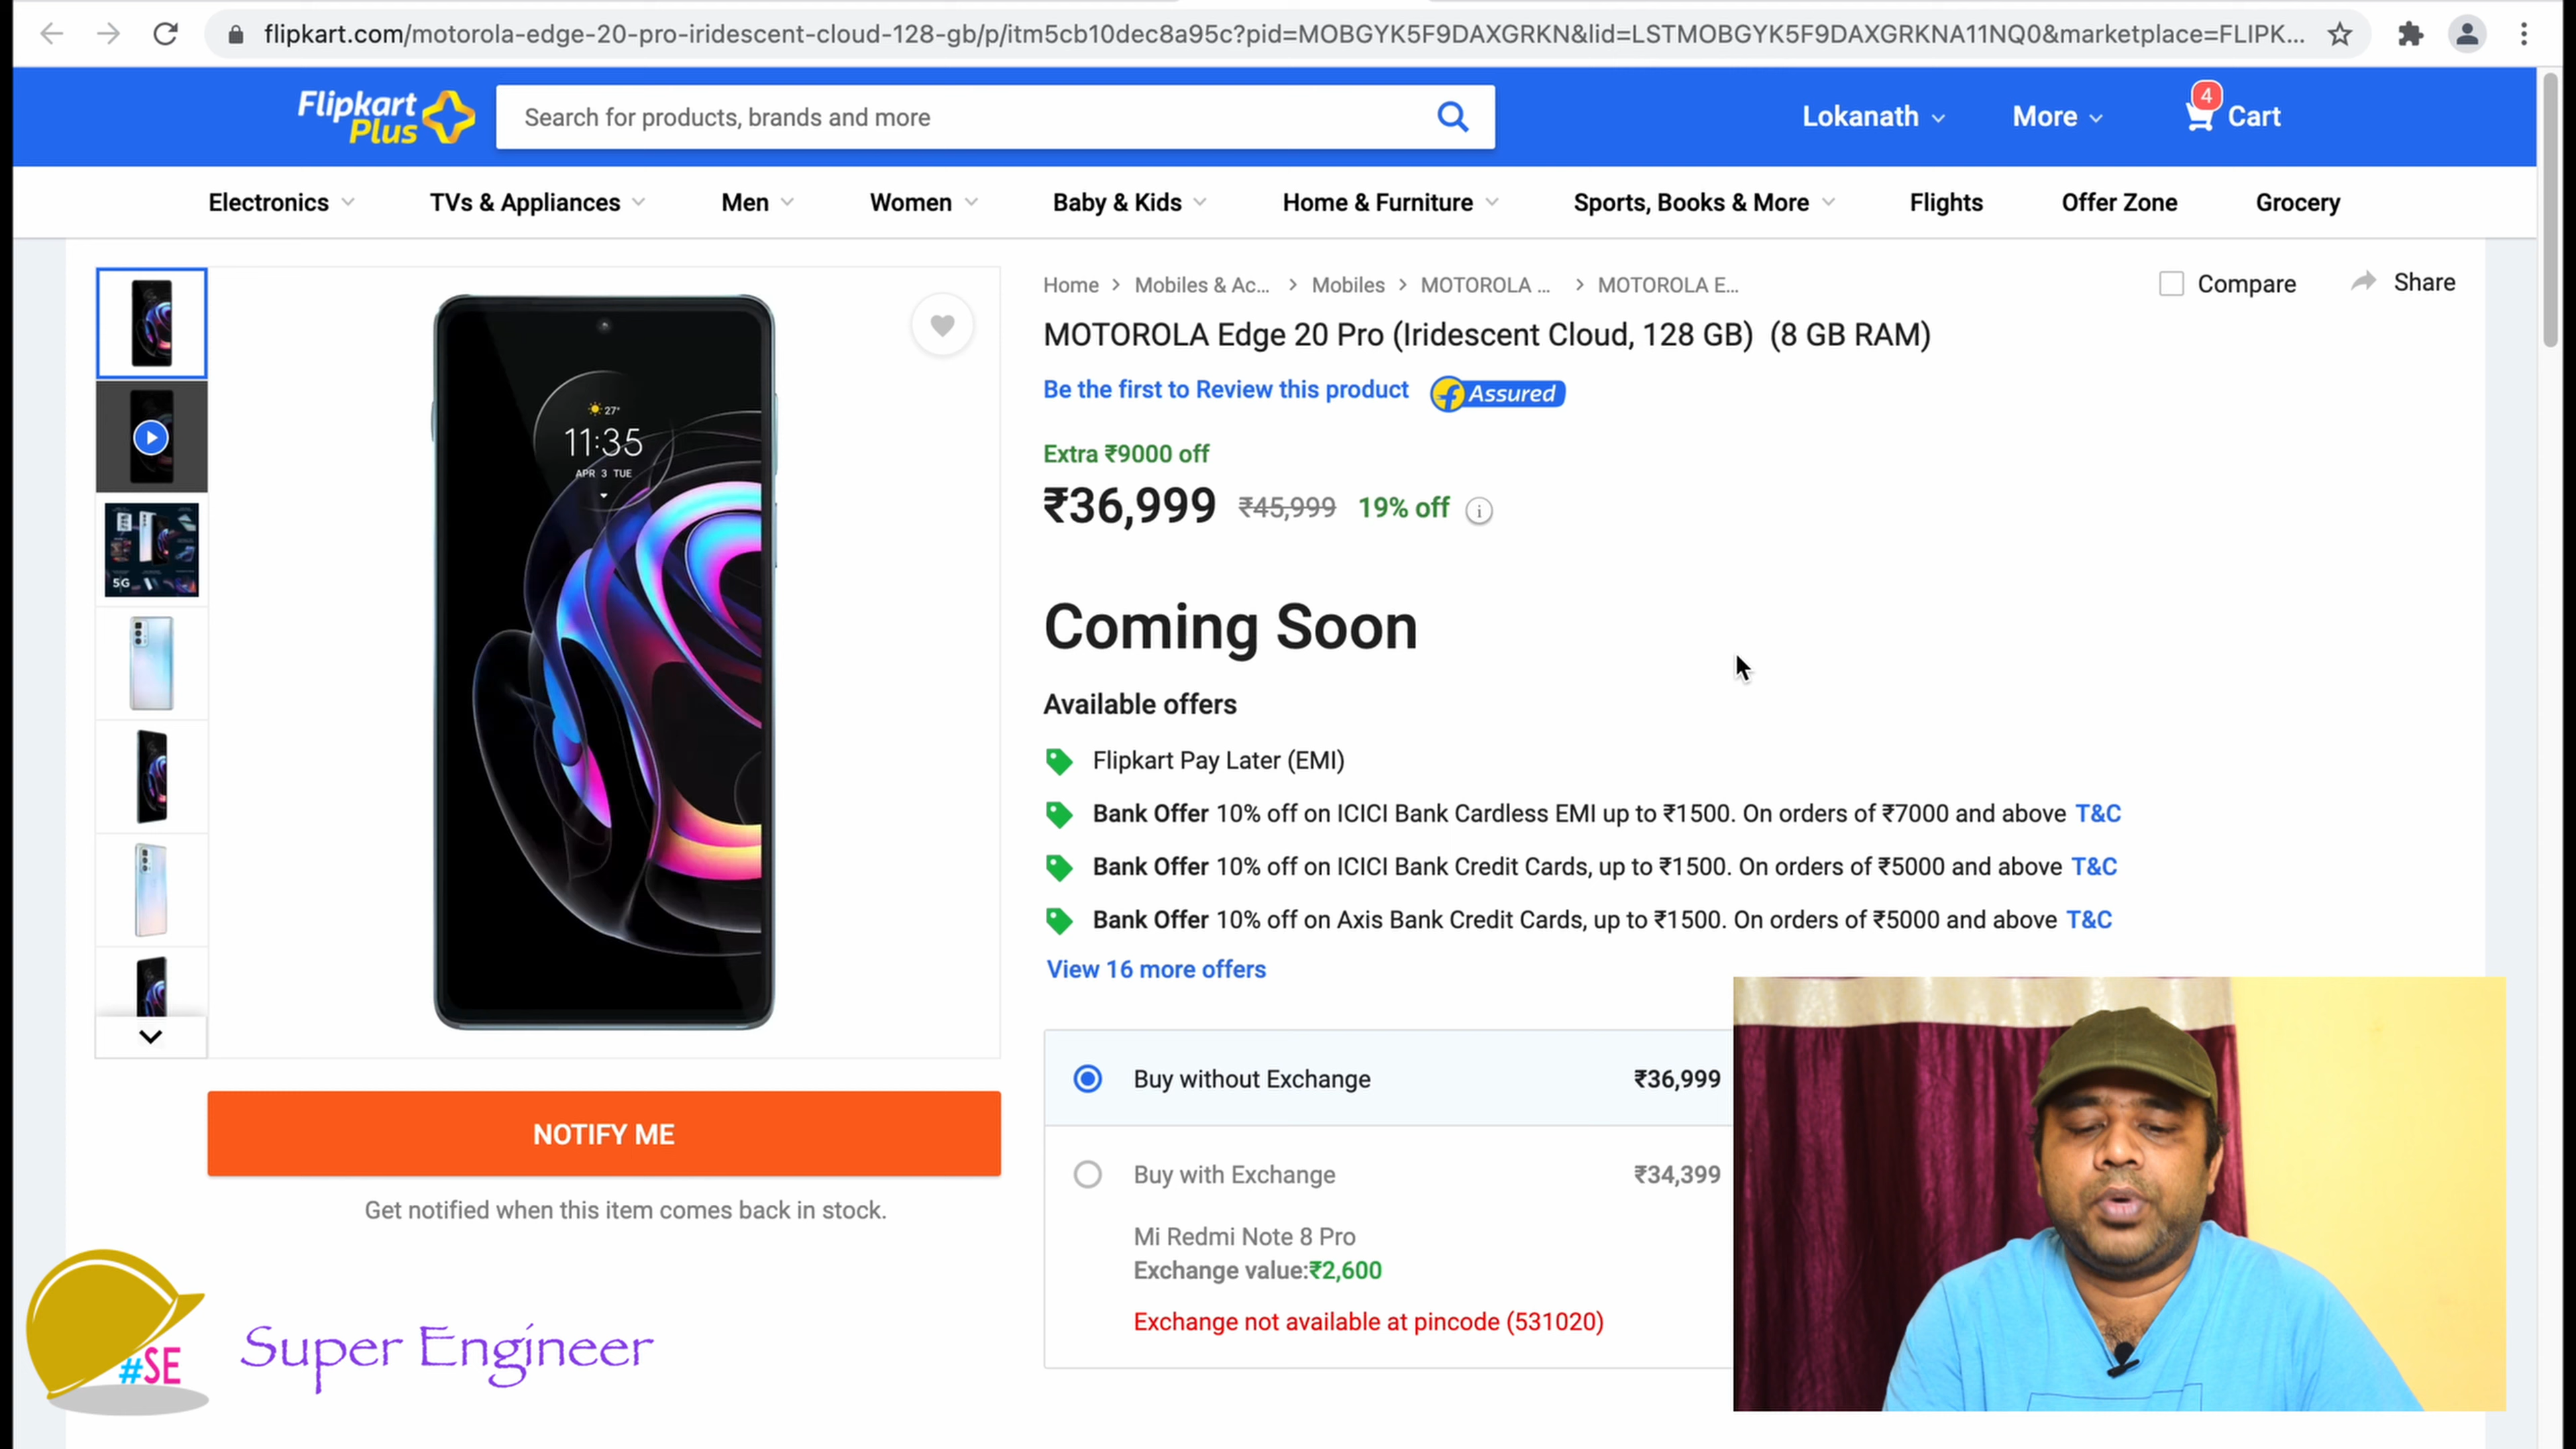 flipkart.com/motorola-edge-20-pro-iridescent-cloud-128-gb/p/itm5cb10dec8a95c?pid=MOBGYK5F9DAXGRKN&lid=LSTMOBGYK5F9DAXGRKNA11NQ0&marketplace=FLIPK...
Flipkart Plus
Search for products, brands and more
Lokanath
More
4
Cart
Electronics
TVs & Appliances
Men
Women
Baby & Kids
Home & Furniture
Sports, Books & More
Flights
Offer Zone
Grocery
Home > Mobiles & Ac... > Mobiles > MOTOROLA ... > MOTOROLA E...
Compare
Share
MOTOROLA Edge 20 Pro (Iridescent Cloud, 128 GB) (8 GB RAM)
Be the first to Review this product
Assured
27°
11:35
APR 3 TUE
5G
Extra ₹9000 off
₹36,999 ₹45,999 19% off
Coming Soon
Available offers
Flipkart Pay Later (EMI)
Bank Offer 10% off on ICICI Bank Cardless EMI up to ₹1500. On orders of ₹7000 and above T&C
Bank Offer 10% off on ICICI Bank Credit Cards, up to ₹1500. On orders of ₹5000 and above T&C
Bank Offer 10% off on Axis Bank Credit Cards, up to ₹1500. On orders of ₹5000 and above T&C
View 16 more offers
Buy without Exchange ₹36,999
Buy with Exchange ₹34,399
Mi Redmi Note 8 Pro
Exchange value:₹2,600
Exchange not available at pincode (531020)
NOTIFY ME
Get notified when this item comes back in stock.
#SE
Super Engineer